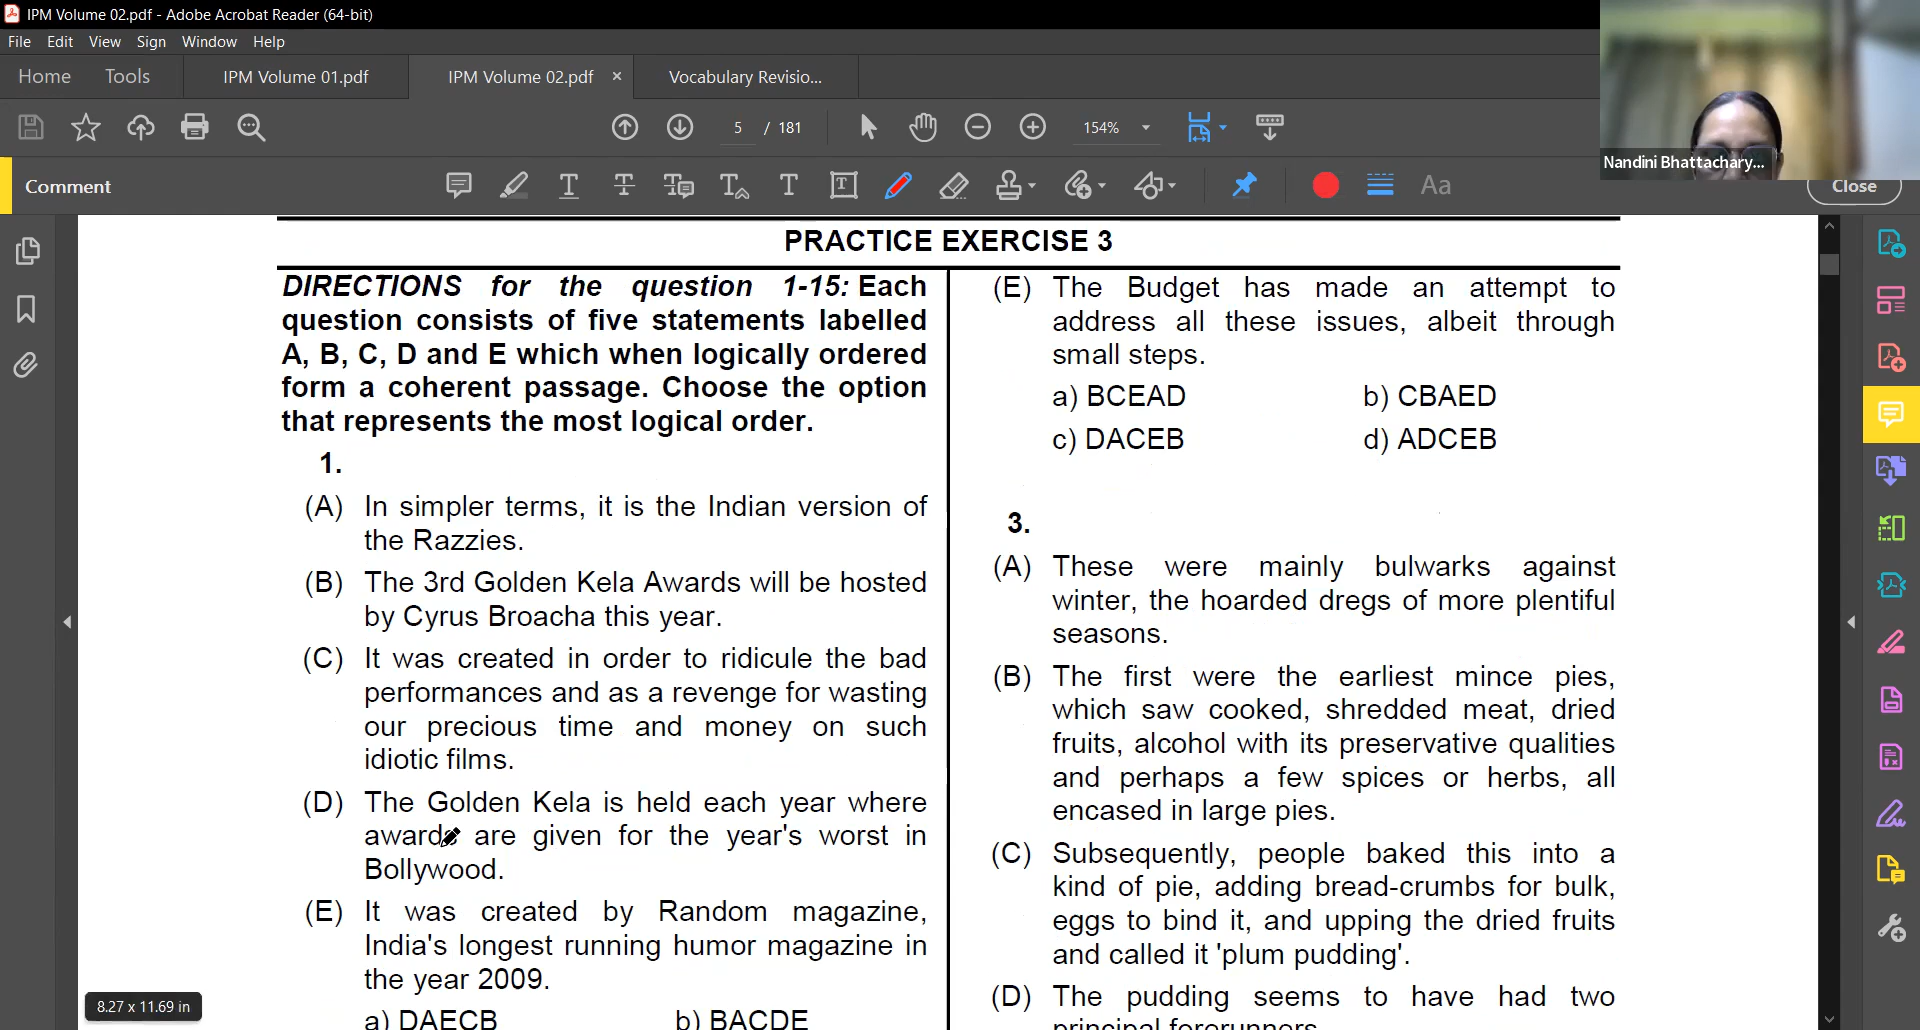 IPM Volume 02.pdf - Adobe Acrobat Reader (64-bit)
File Edit View Sign Window Help
Home Tools IPM Volume 01.pdf IPM Volume 02.pdf × Vocabulary Revisio...
5 / 181 154%
Nandini Bhattachary...
Comment
Aa
Close
PRACTICE EXERCISE 3
DIRECTIONS for the question 1-15: Each
question consists of five statements labelled
A, B, C, D and E which when logically ordered
form a coherent passage. Choose the option
that represents the most logical order.
1.
(A) In simpler terms, it is the Indian version of
the Razzies.
(B) The 3rd Golden Kela Awards will be hosted
by Cyrus Broacha this year.
(C) It was created in order to ridicule the bad
performances and as a revenge for wasting
our precious time and money on such
idiotic films.
(D) The Golden Kela is held each year where
awards are given for the year's worst in
Bollywood.
(E) It was created by Random magazine,
India's longest running humor magazine in
the year 2009.
a) DAECB b) BACDE
(E) The Budget has made an attempt to
address all these issues, albeit through
small steps.
a) BCEAD b) CBAED
c) DACEB d) ADCEB
3.
(A) These were mainly bulwarks against
winter, the hoarded dregs of more plentiful
seasons.
(B) The first were the earliest mince pies,
which saw cooked, shredded meat, dried
fruits, alcohol with its preservative qualities
and perhaps a few spices or herbs, all
encased in large pies.
(C) Subsequently, people baked this into a
kind of pie, adding bread-crumbs for bulk,
eggs to bind it, and upping the dried fruits
and called it 'plum pudding'.
(D) The pudding seems to have had two
principal forerunners.
8.27 x 11.69 in